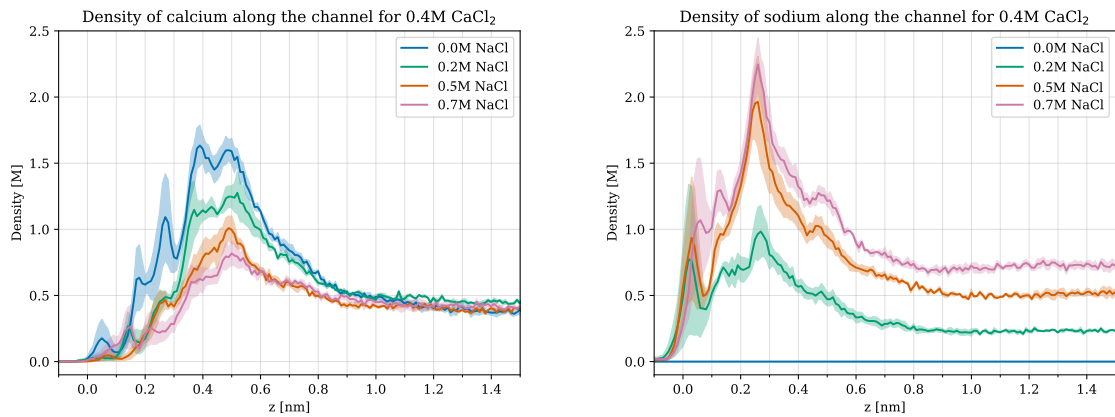 Density of calcium along the channel for 0.4M CaCl₂
Density [M]
2.5
2.0
1.5
1.0
0.5
0.0
0.0M NaCl
0.2M NaCl
0.5M NaCl
0.7M NaCl
0.0 0.2 0.4 0.6 0.8 1.0 1.2 1.4
z [nm]
Density of sodium along the channel for 0.4M CaCl₂
Density [M]
2.5
2.0
1.5
1.0
0.5
0.0
0.0M NaCl
0.2M NaCl
0.5M NaCl
0.7M NaCl
0.0 0.2 0.4 0.6 0.8 1.0 1.2 1.4
z [nm]